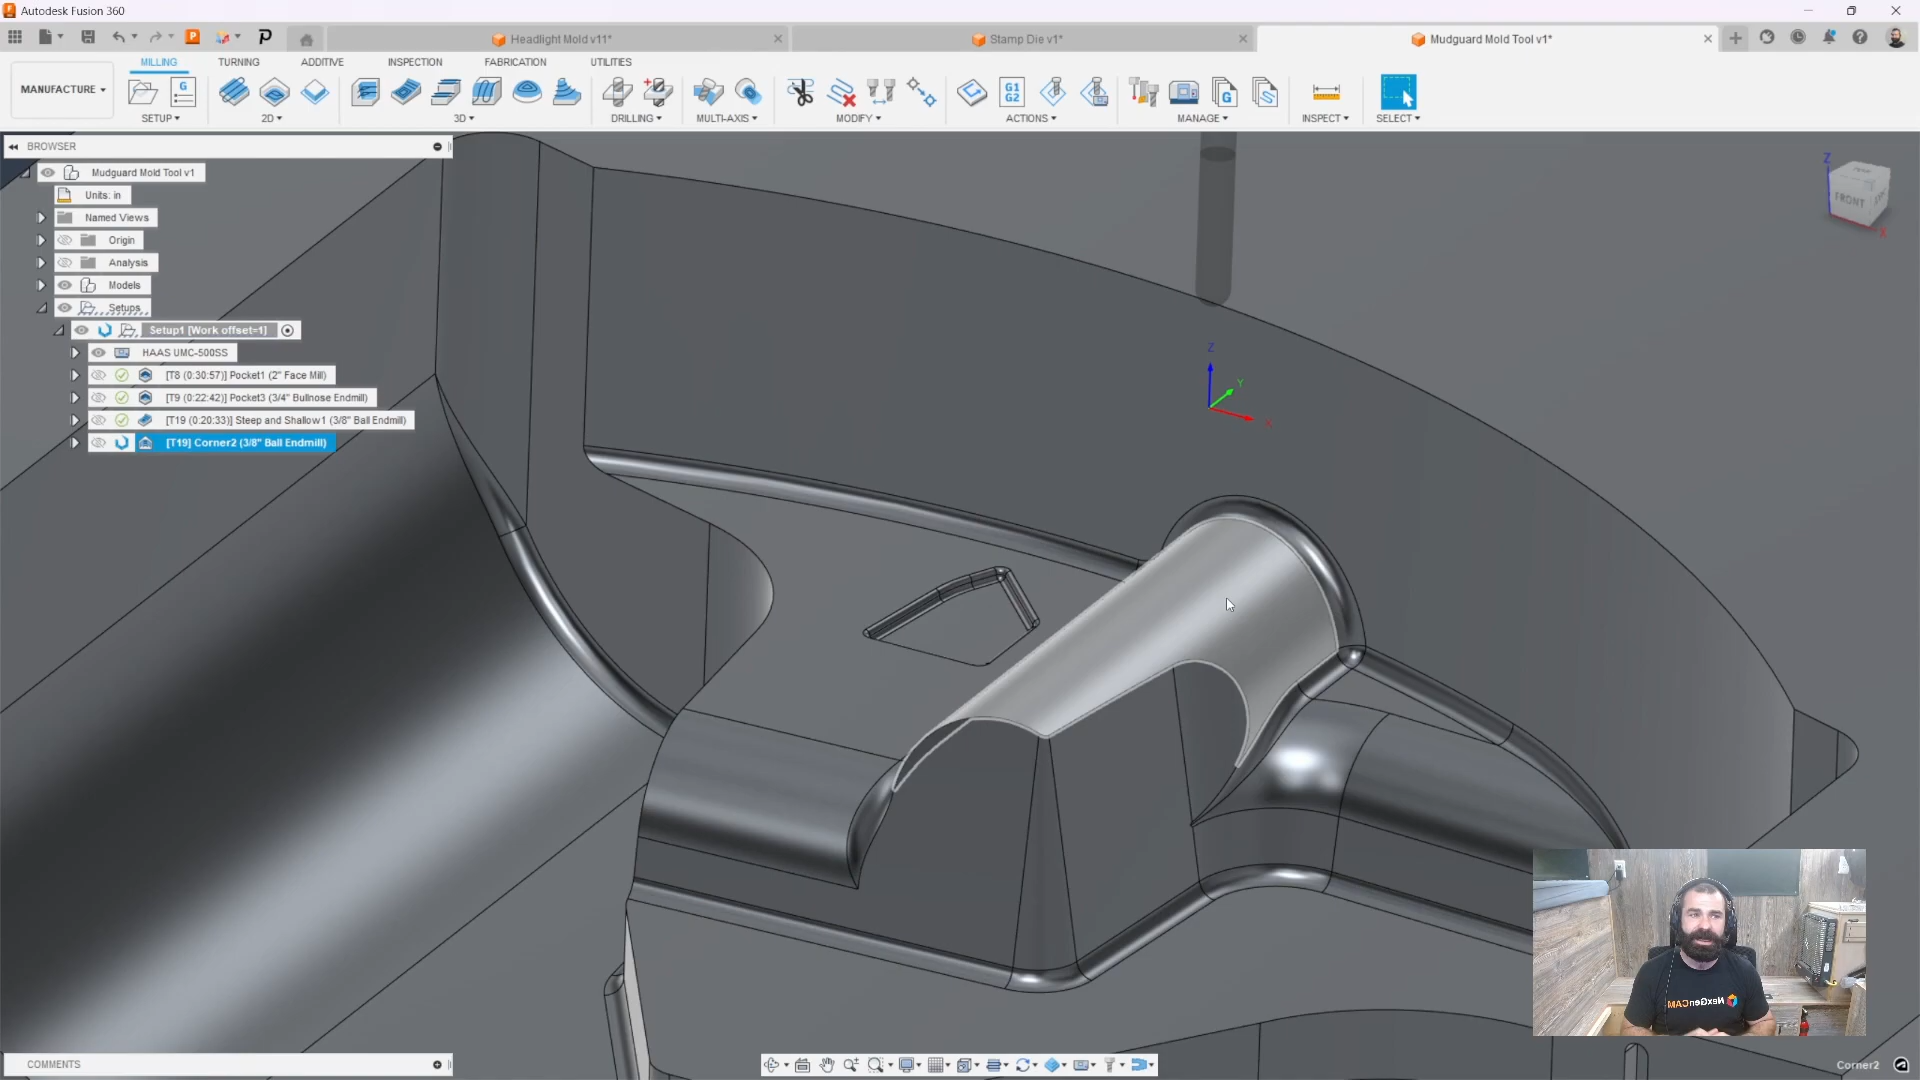 Autodesk Fusion 360
Headlight Mold v11*
Stamp Die v1*
Mudguard Mold Tool v1*
MANUFACTURE
MILLING
TURNING
ADDITIVE
INSPECTION
FABRICATION
UTILITIES
SETUP
2D
3D
DRILLING
MULTI-AXIS
MODIFY
G1
G2
ACTIONS
MANAGE
INSPECT
SELECT
BROWSER
Mudguard Mold Tool v1
Units: in
Named Views
Origin
Analysis
Models
Setups
Setup1 [Work offset=1]
HAAS UMC-500SS
[T8 (0:30:57)] Pocket1 (2" Face Mill)
[T9 (0:22:42)] Pocket3 (3/4" Bullnose Endmill)
[T19 (0:20:33)] Steep and Shallow1 (3/8" Ball Endmill)
[T19] Corner2 (3/8" Ball Endmill)
Z
FRONT
X
Z
Y
X
NexGenCAM
COMMENTS
Corner2